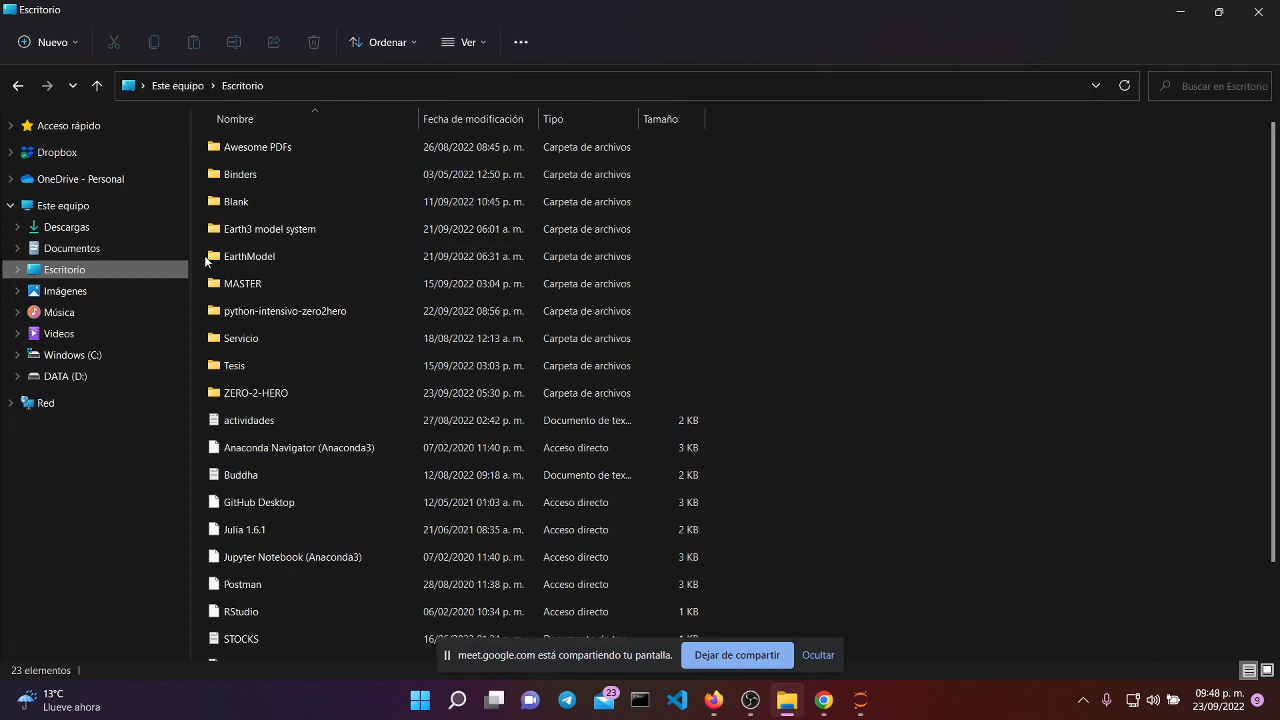 Escritorio
Nuevo
Ordenar
Ver
Este equipo > Escritorio
Buscar en Escritorio
Nombre Fecha de modificación Tipo Tamaño
Acceso rápido
Dropbox
OneDrive - Personal
Este equipo
Descargas
Documentos
Escritorio
Imágenes
Música
Videos
Windows (C:)
DATA (D:)
Red
Awesome PDFs 26/08/2022 08:45 p. m. Carpeta de archivos
Binders 03/05/2022 12:50 p. m. Carpeta de archivos
Blank 11/09/2022 10:45 p. m. Carpeta de archivos
Earth3 model system 21/09/2022 06:01 a. m. Carpeta de archivos
EarthModel 21/09/2022 06:31 a. m. Carpeta de archivos
MASTER 15/09/2022 03:04 p. m. Carpeta de archivos
python-intensivo-zero2hero 22/09/2022 08:56 p. m. Carpeta de archivos
Servicio 18/08/2022 12:13 a. m. Carpeta de archivos
Tesis 15/09/2022 03:03 p. m. Carpeta de archivos
ZERO-2-HERO 23/09/2022 05:30 p. m. Carpeta de archivos
actividades 27/08/2022 02:42 p. m. Documento de tex... 2 KB
Anaconda Navigator (Anaconda3) 07/02/2020 11:40 p. m. Acceso directo 3 KB
Buddha 12/08/2022 09:18 a. m. Documento de tex... 2 KB
GitHub Desktop 12/05/2021 01:03 a. m. Acceso directo 3 KB
Julia 1.6.1 21/06/2021 08:35 a. m. Acceso directo 2 KB
Jupyter Notebook (Anaconda3) 07/02/2020 11:40 p. m. Acceso directo 3 KB
Postman 28/08/2020 11:38 p. m. Acceso directo 3 KB
RStudio 06/02/2020 10:34 p. m. Acceso directo 1 KB
STOCKS
meet.google.com está compartiendo tu pantalla. Dejar de compartir Ocultar
23 elementos
13°C
Llueve ahora
23
09:48 p. m.
23/09/2022
9